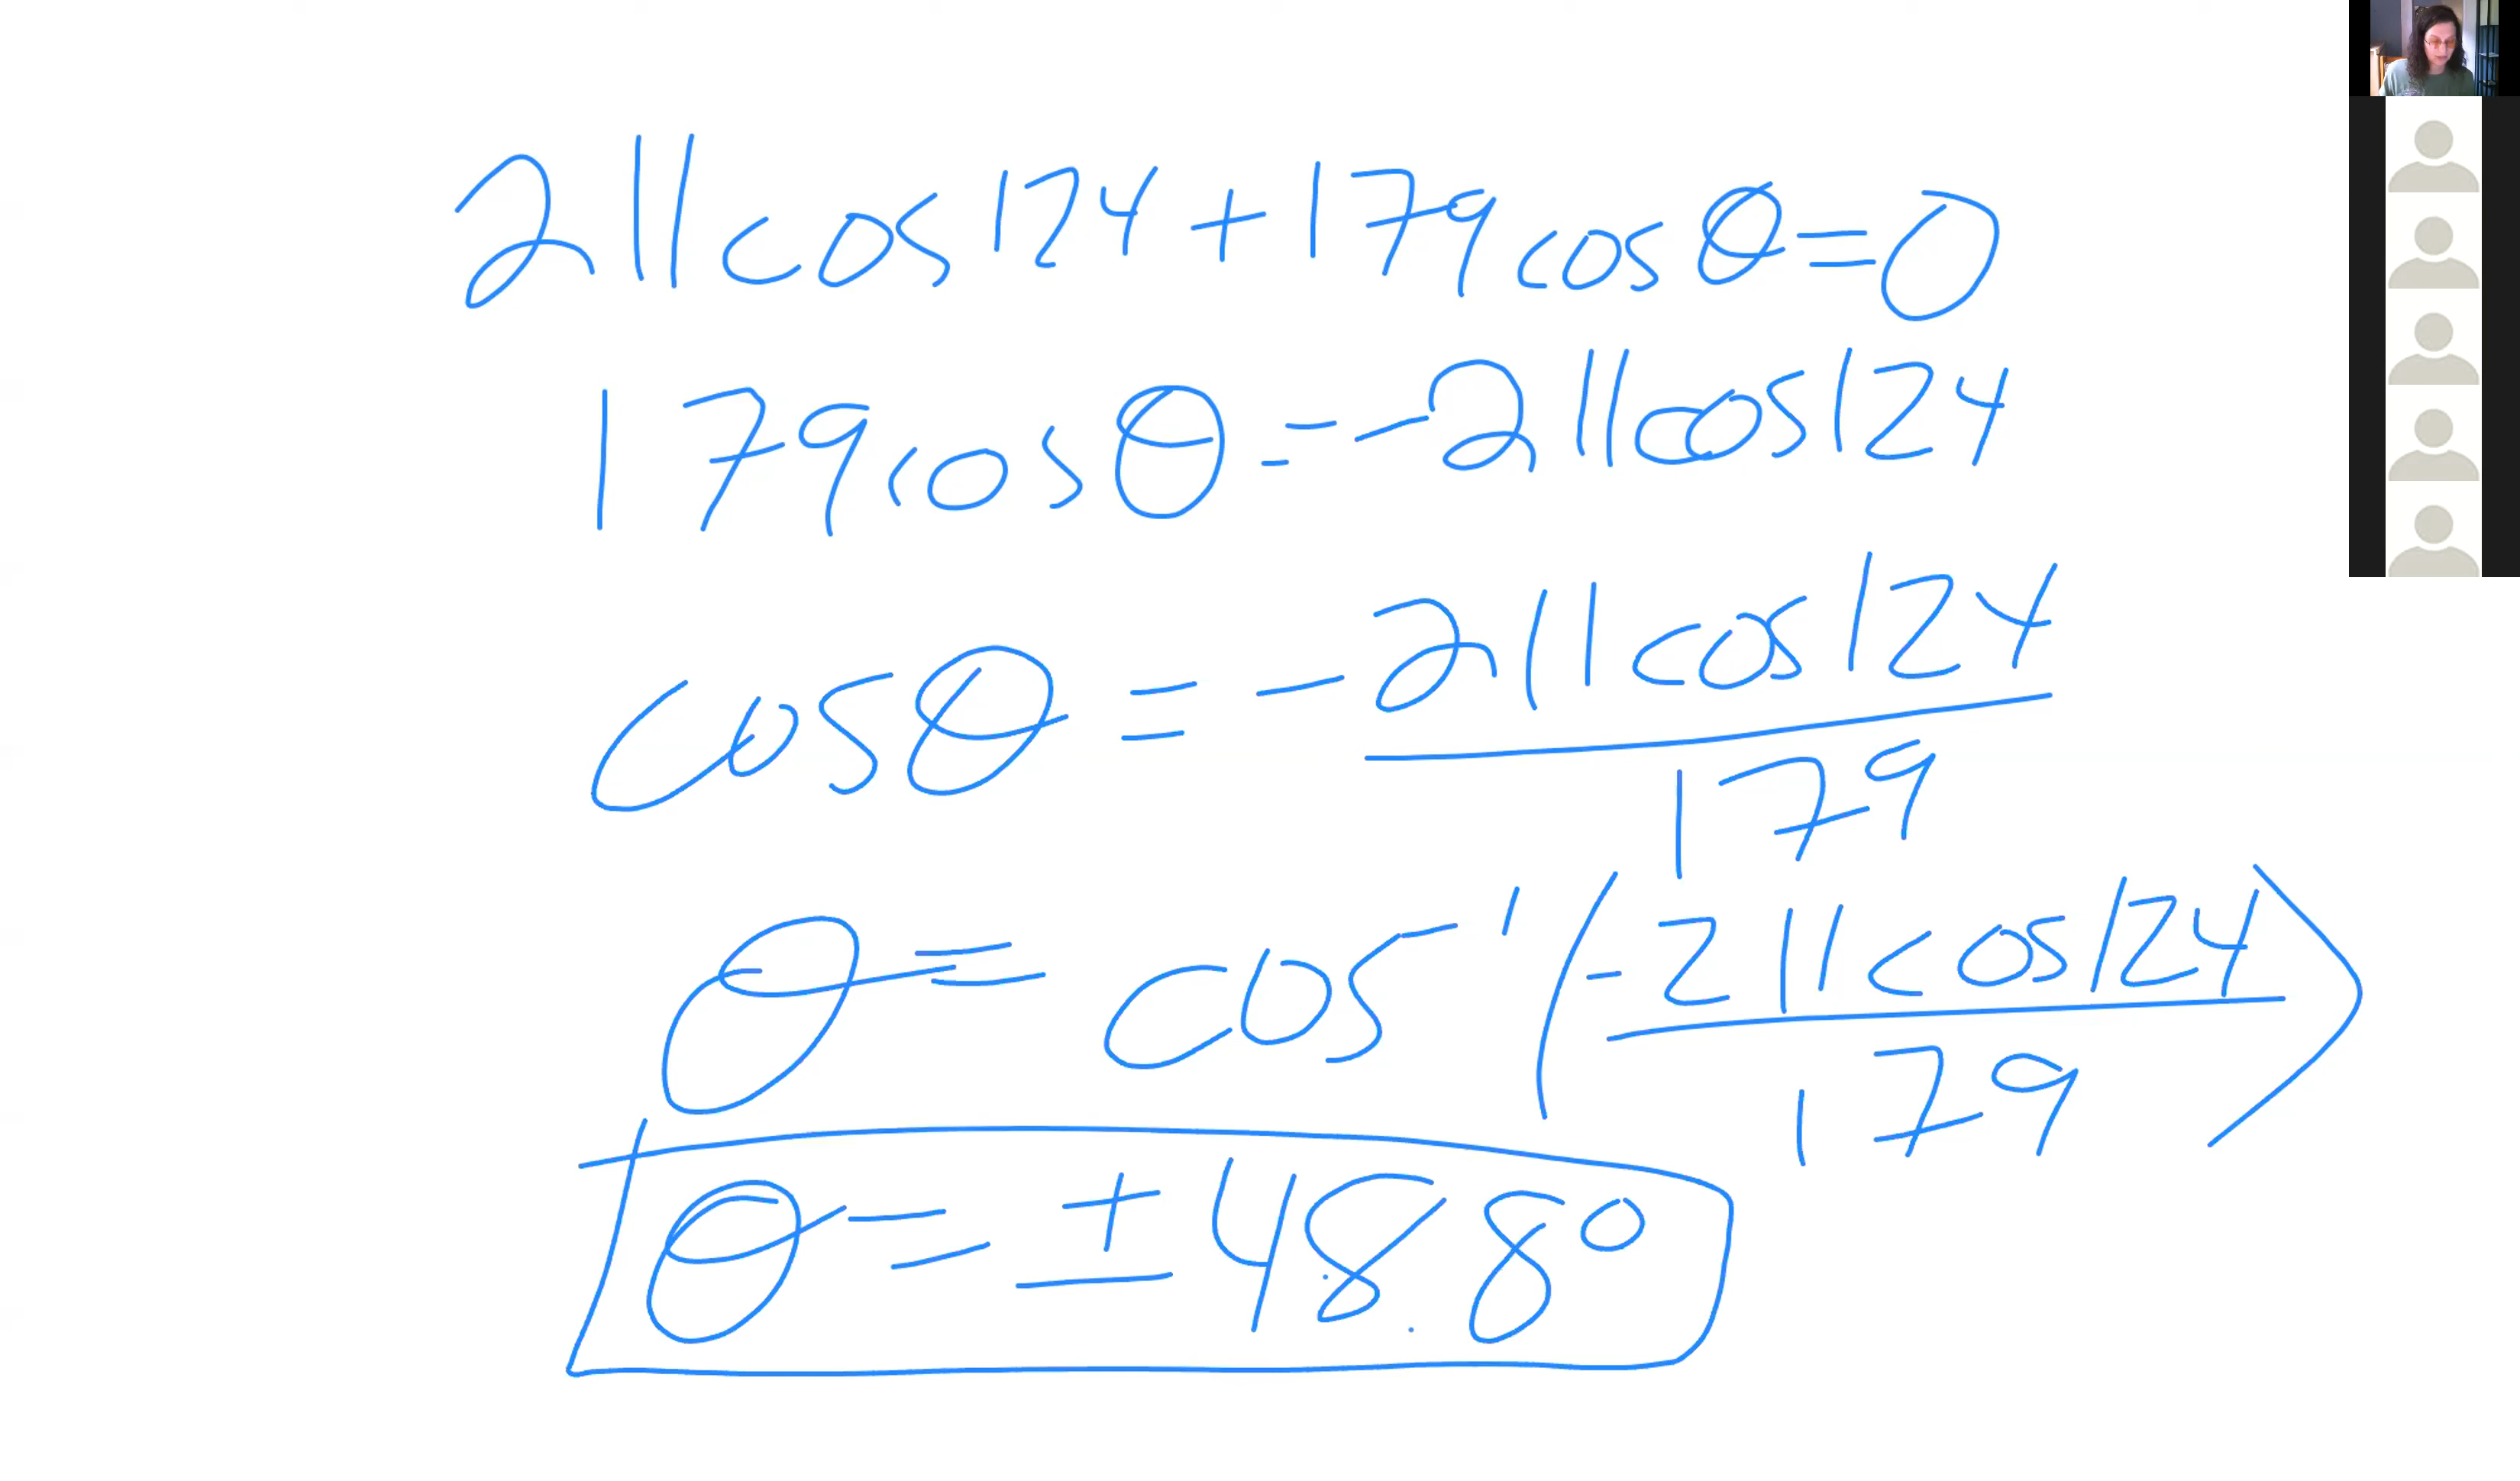 211cos124+179cosθ=0
179cosθ=-211cos124
cosθ = -211cos124/179
θ= cos⁻¹(-211cos124/179)
θ= ±48.8°